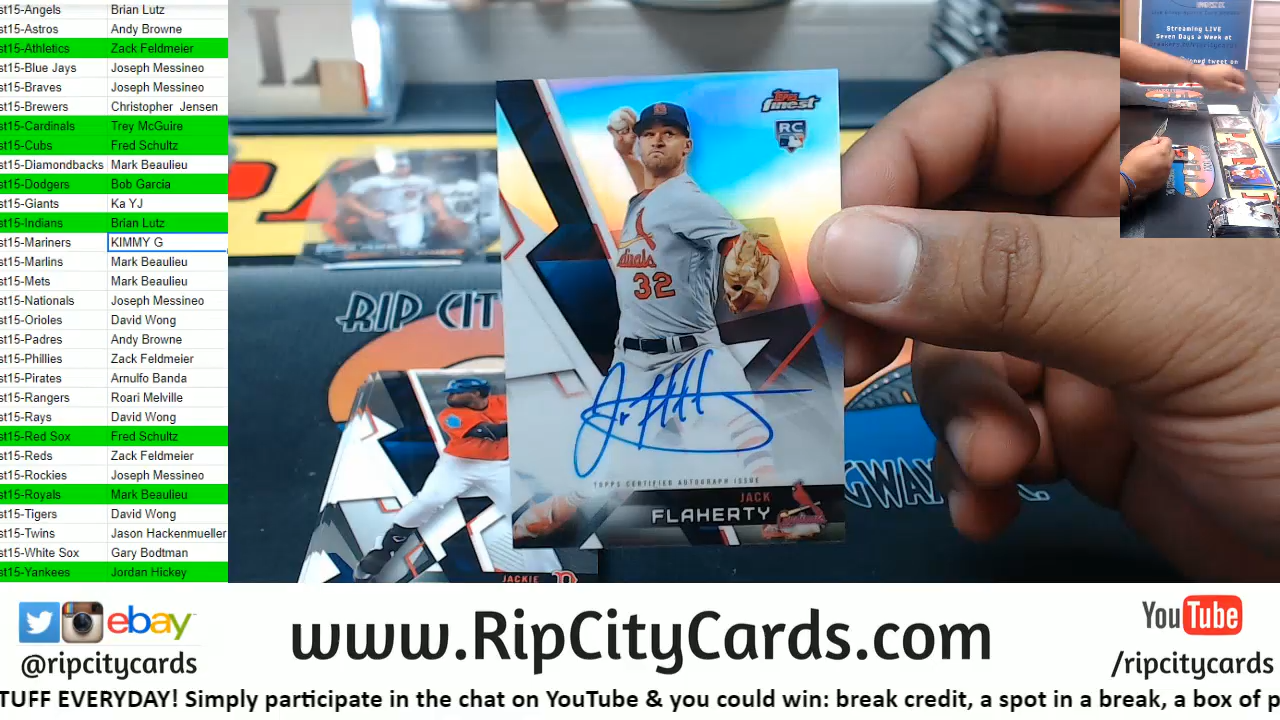 st15-Angels Brian Lutz
st15-Astros Andy Browne
st15-Athletics Zack Feldmeier
st15-Blue Jays Joseph Messineo
st15-Braves Joseph Messineo
st15-Brewers Christopher Jensen
st15-Cardinals Trey McGuire
st15-Cubs Fred Schultz
st15-Diamondbacks Mark Beaulieu
st15-Dodgers Bob Garcia
st15-Giants Ka YJ
st15-Indians Brian Lutz
st15-Mariners KIMMY G
st15-Marlins Mark Beaulieu
st15-Mets Mark Beaulieu
st15-Nationals Joseph Messineo
st15-Orioles David Wong
st15-Padres Andy Browne
st15-Phillies Zack Feldmeier
st15-Pirates Arnulfo Banda
st15-Rangers Roari Melville
st15-Rays David Wong
st15-Red Sox Fred Schultz
st15-Reds Zack Feldmeier
st15-Rockies Joseph Messineo
st15-Royals Mark Beaulieu
st15-Tigers David Wong
st15-Twins Jason Hackenmueller
st15-White Sox Gary Bodtman
st15-Yankees Jordan Hickey
Topps
finest
RC
dinals
32
TOPPS CERTIFIED AUTOGRAPH ISSUE
JACK
FLAHERTY
Cardinals
RIP CIT
GWAX
JACKIE
Streaming LIVE
Seven Days a Week at
ned tweet on
ebay
@ripcitycards
www.RipCityCards.com
YouTube
/ripcitycards
TUFF EVERYDAY! Simply participate in the chat on YouTube & you could win: break credit, a spot in a break, a box of p